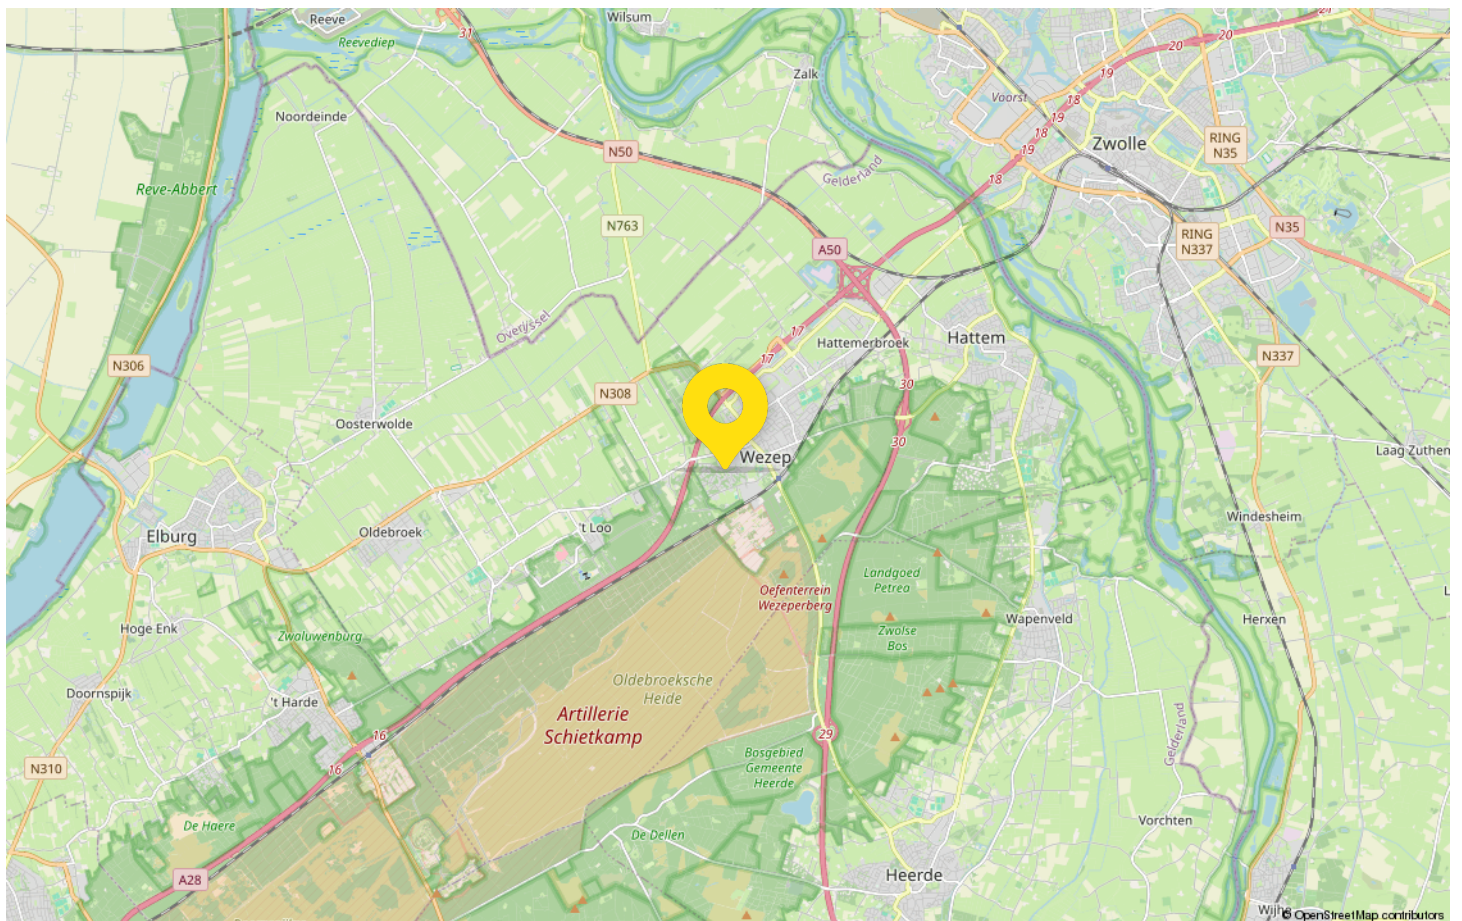 Reeve
Wilsum
31
Reevediep
20
20
21
Zalk
19
Voorst
18
Noordeinde
19
18
Zwolle
RING
N35
N50
19
Gelderland
18
Reve-Abbert
N763
N35
RING
N337
A50
Overijssel
17
Hattemerbroek
Hattem
17
N337
N306
30
N308
Oosterwolde
30
Wezep
Laag Zuthem
Windesheim
Elburg
Oldebroek
't Loo
Landgoed
Petrea
Oefenterrein
Wezeperberg
Hoge Enk
Zwaluwenburg
Zwolse
Bos
Wapenveld
Herxen
L
Doornspijk
't Harde
Oldebroeksche
Heide
Artillerie
Schietkamp
16
29
Gelderland
16
N310
Bosgebied
Gemeente
Heerde
De Haere
De Dellen
Vorchten
A28
Heerde
Wijhe
© OpenStreetMap contributors